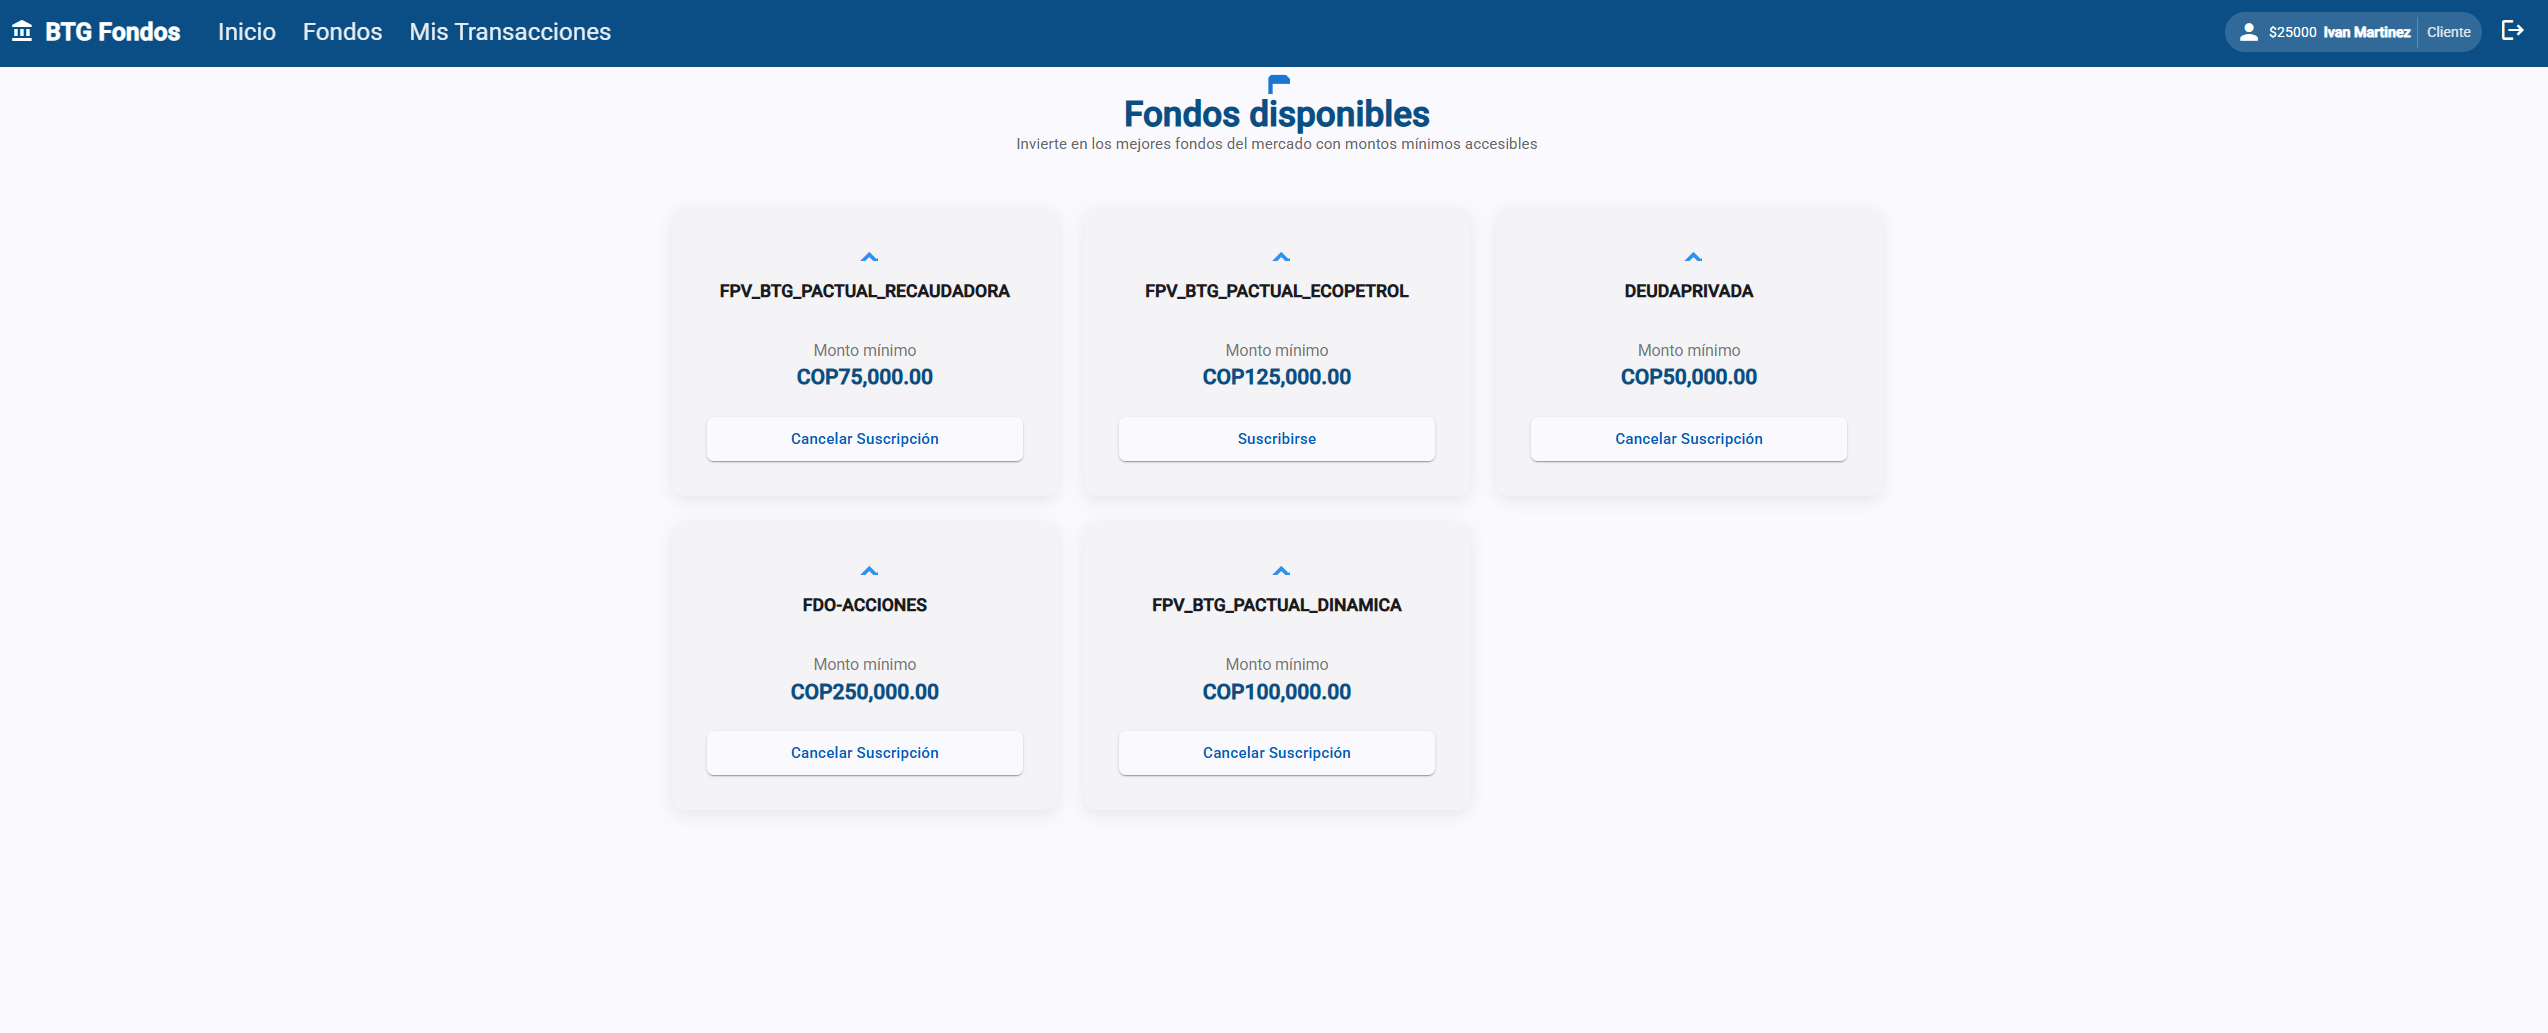 BTG Fondos Inicio Fondos Mis Transacciones $25000 Ivan Martinez Cliente
Fondos disponibles
Invierte en los mejores fondos del mercado con montos mínimos accesibles
FPV_BTG_PACTUAL_RECAUDADORA
Monto mínimo
COP75,000.00
Cancelar Suscripción
FPV_BTG_PACTUAL_ECOPETROL
Monto mínimo
COP125,000.00
Suscribirse
DEUDAPRIVADA
Monto mínimo
COP50,000.00
Cancelar Suscripción
FDO-ACCIONES
Monto mínimo
COP250,000.00
Cancelar Suscripción
FPV_BTG_PACTUAL_DINAMICA
Monto mínimo
COP100,000.00
Cancelar Suscripción